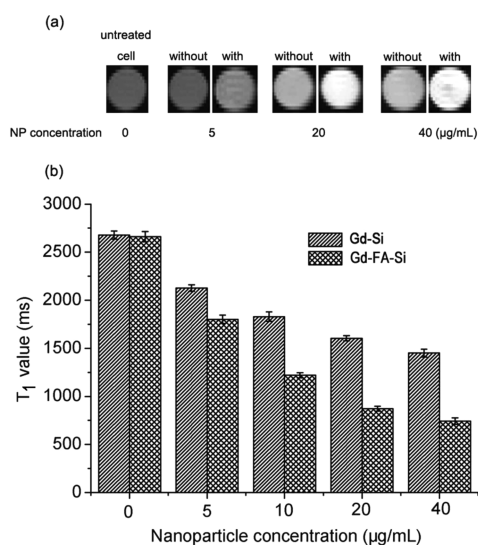 (a)
untreated
cell without with without with without with
NP concentration 0 5 20 40 (μg/mL)
(b)
3000
2500
2000
1500
1000
500
0
T1 value (ms)
Gd-Si
Gd-FA-Si
0 5 10 20 40
Nanoparticle concentration (μg/mL)